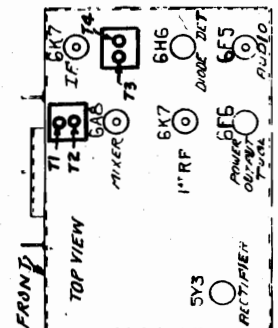 6K7
IF
T4
T3
6H6
DIODE DET
6F5
AUDIO
T1
T2
6A8
MIXER
6K7
1ST RF
6F6
POWER
OUTPUT
FRONT
TOP VIEW
5Y3
RECTIFIER